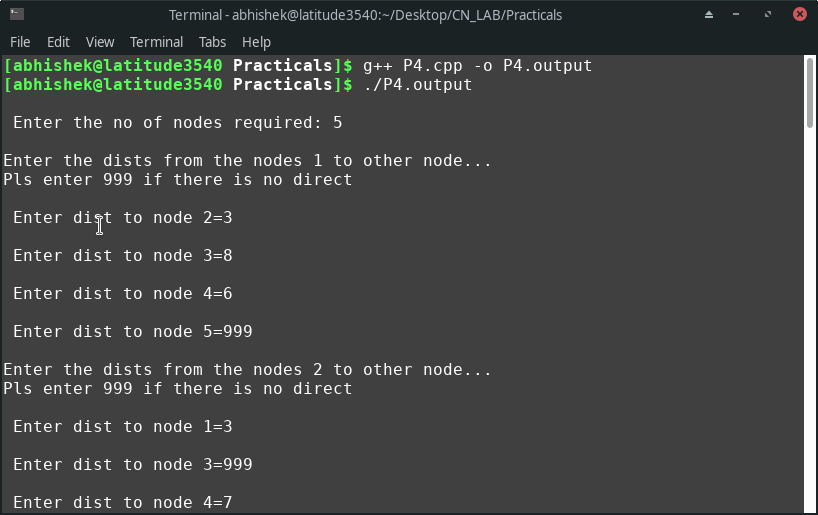 Terminal - abhishek@latitude3540:~/Desktop/CN_LAB/Practicals
File Edit View Terminal Tabs Help
[abhishek@latitude3540 Practicals]$ g++ P4.cpp -o P4.output
[abhishek@latitude3540 Practicals]$ ./P4.output
Enter the no of nodes required: 5
Enter the dists from the nodes 1 to other node...
Pls enter 999 if there is no direct
Enter dist to node 2=3
Enter dist to node 3=8
Enter dist to node 4=6
Enter dist to node 5=999
Enter the dists from the nodes 2 to other node...
Pls enter 999 if there is no direct
Enter dist to node 1=3
Enter dist to node 3=999
Enter dist to node 4=7